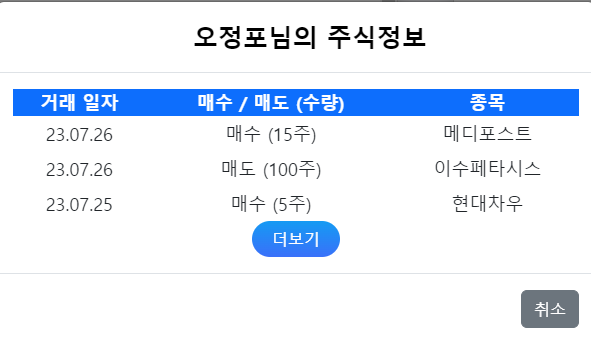 오정포님의 주식정보
거래 일자 매수 / 매도 (수량) 종목
23.07.26 매수 (15주) 메디포스트
23.07.26 매도 (100주) 이수페타시스
23.07.25 매수 (5주) 현대차우
더보기
취소